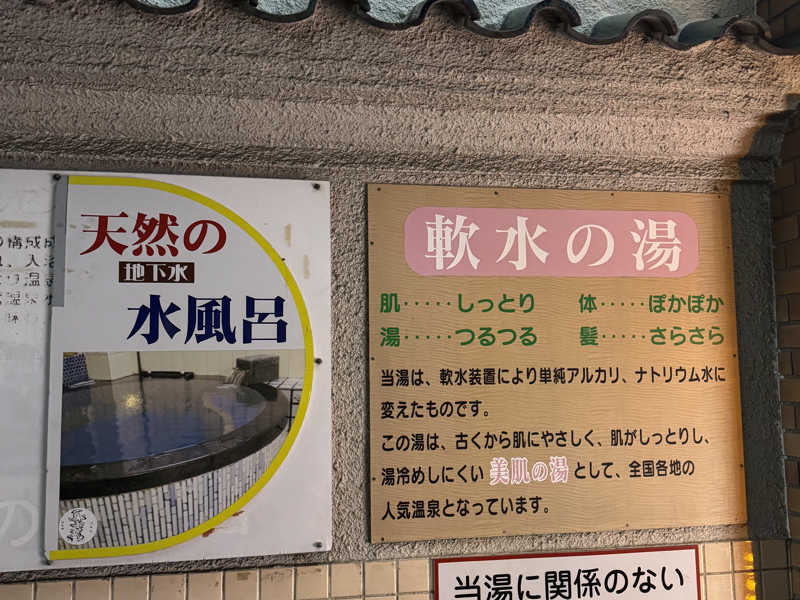 天然の
地下水
水風呂
の構成成
軟水の湯
肌・・・・・しっとり 体・・・・・ぽかぽか
湯・・・・・つるつる 髪・・・・・さらさら
当湯は、軟水装置により単純アルカリ、ナトリウム水に
変えたものです。
この湯は、古くから肌にやさしく、肌がしっとりし、
湯冷めしにくい 美肌の湯 として、全国各地の
人気温泉となっています。
当湯に関係のない